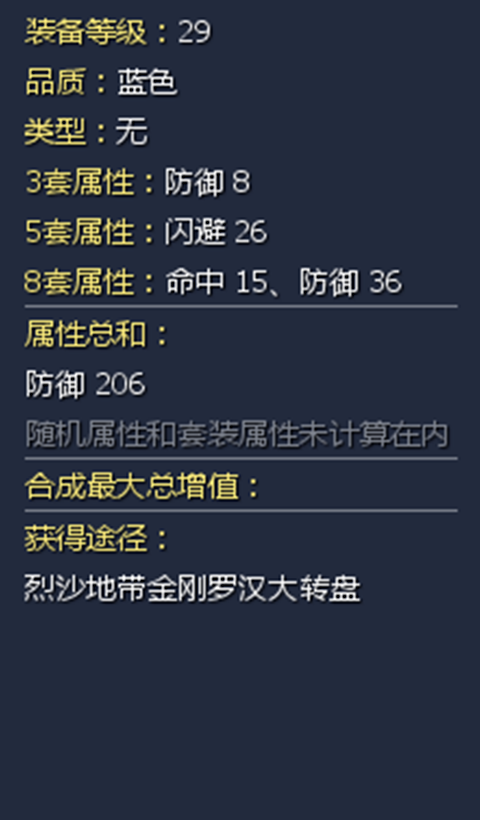 装备等级：29
品质：蓝色
类型：无
3套属性：防御 8
5套属性：闪避 26
8套属性：命中 15、防御 36
属性总和：
防御 206
随机属性和套装属性未计算在内
合成最大总增值：
获得途径：
烈沙地带金刚罗汉大转盘